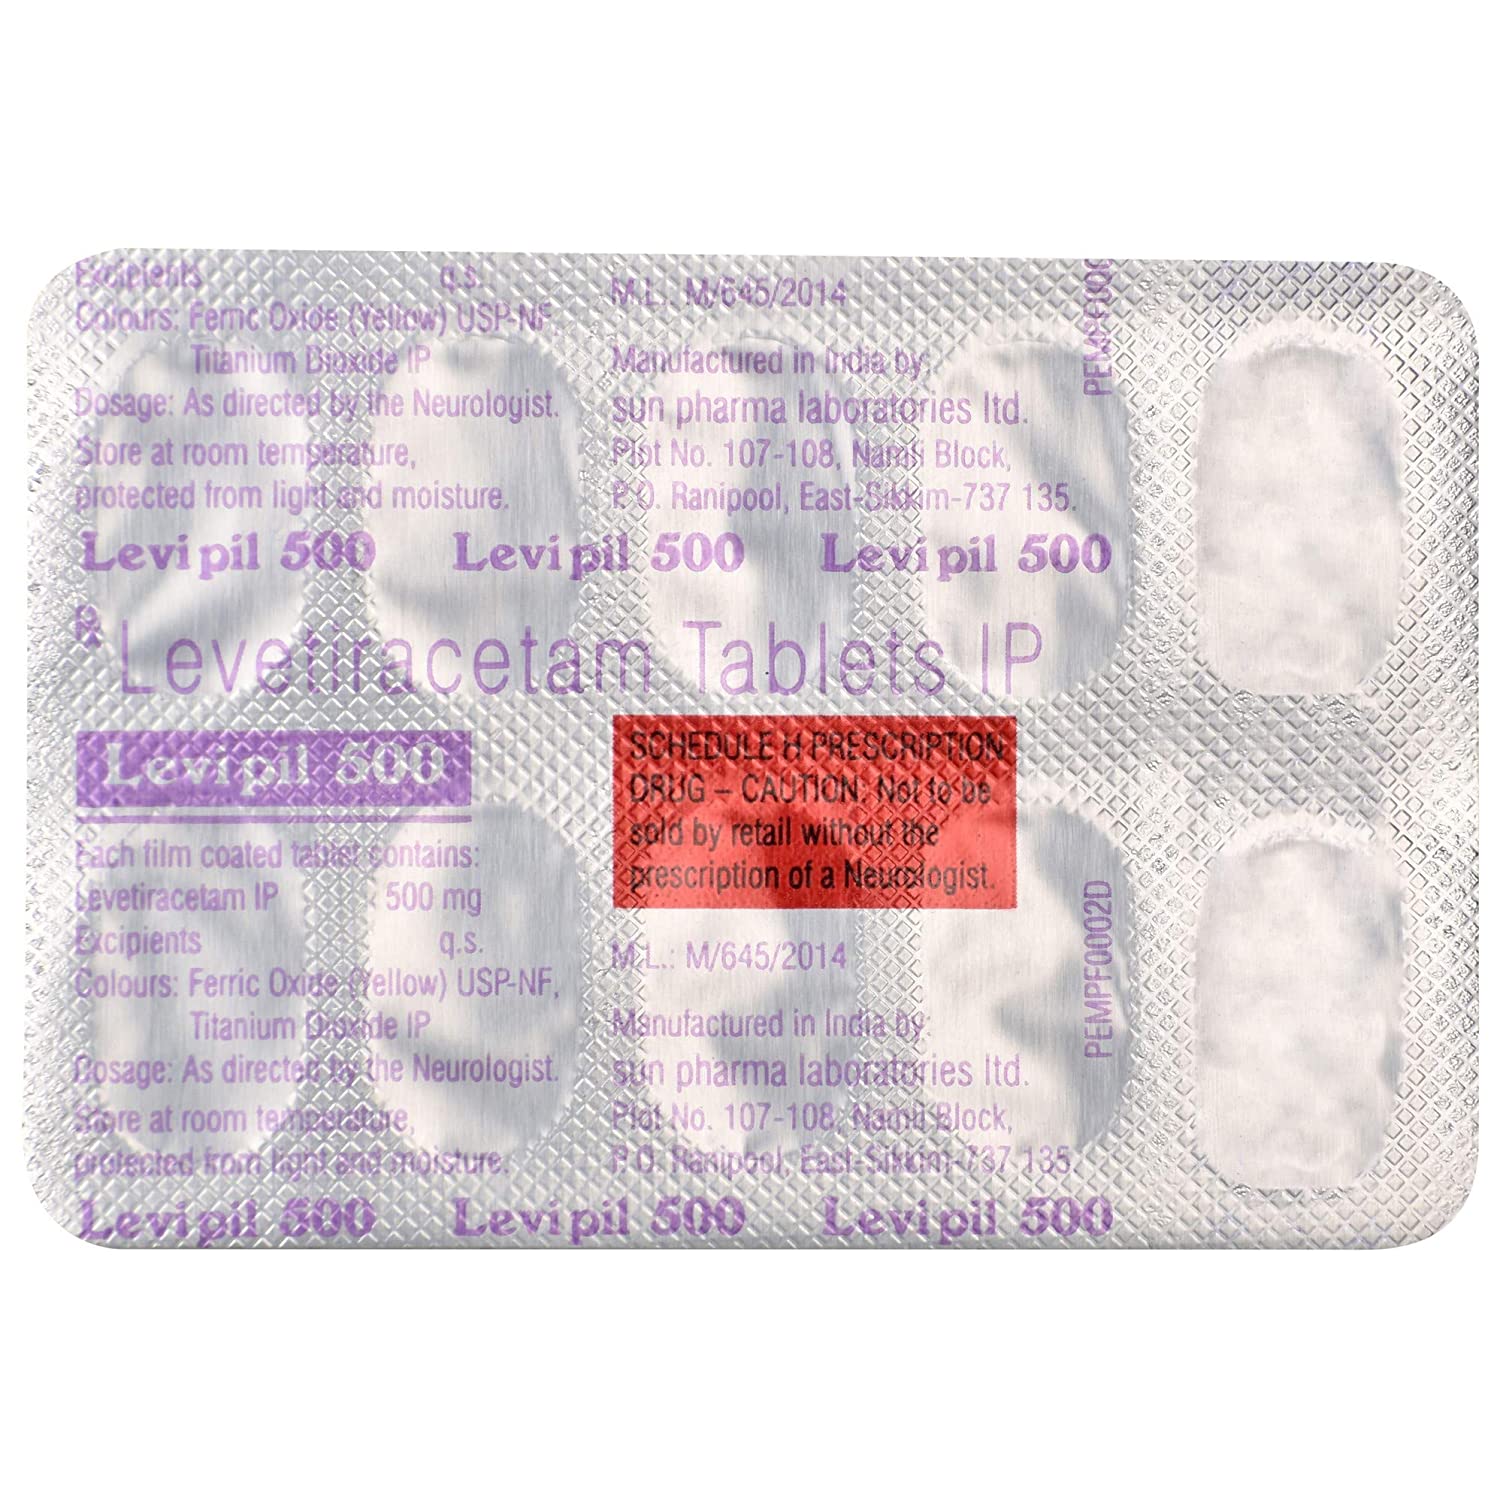 Excipients q.s.
Colours: Ferric Oxide (Yellow) USP-NF,
Titanium Dioxide IP
Dosage: As directed by the Neurologist.
Store at room temperature,
protected from light and moisture.
M.L.: M/645/2014
Manufactured in India by:
sun pharma laboratories ltd.
Plot No. 107-108, Namli Block,
P.O. Ranipool, East-Sikkim-737 135.
Levipil 500 Levipil 500 Levipil 500
Rx
Levetiracetam Tablets IP
Levipil 500
Each film coated tablet contains:
Levetiracetam IP 500 mg
Excipients q.s.
Colours: Ferric Oxide (Yellow) USP-NF,
Titanium Dioxide IP
Dosage: As directed by the Neurologist.
Store at room temperature,
protected from light and moisture.
SCHEDULE H PRESCRIPTION
DRUG – CAUTION: Not to be
sold by retail without the
prescription of a Neurologist.
M.L.: M/645/2014
Manufactured in India by:
sun pharma laboratories ltd.
Plot No. 107-108, Namli Block,
P.O. Ranipool, East-Sikkim-737 135.
PEMPF0002D
Levipil 500 Levipil 500 Levipil 500